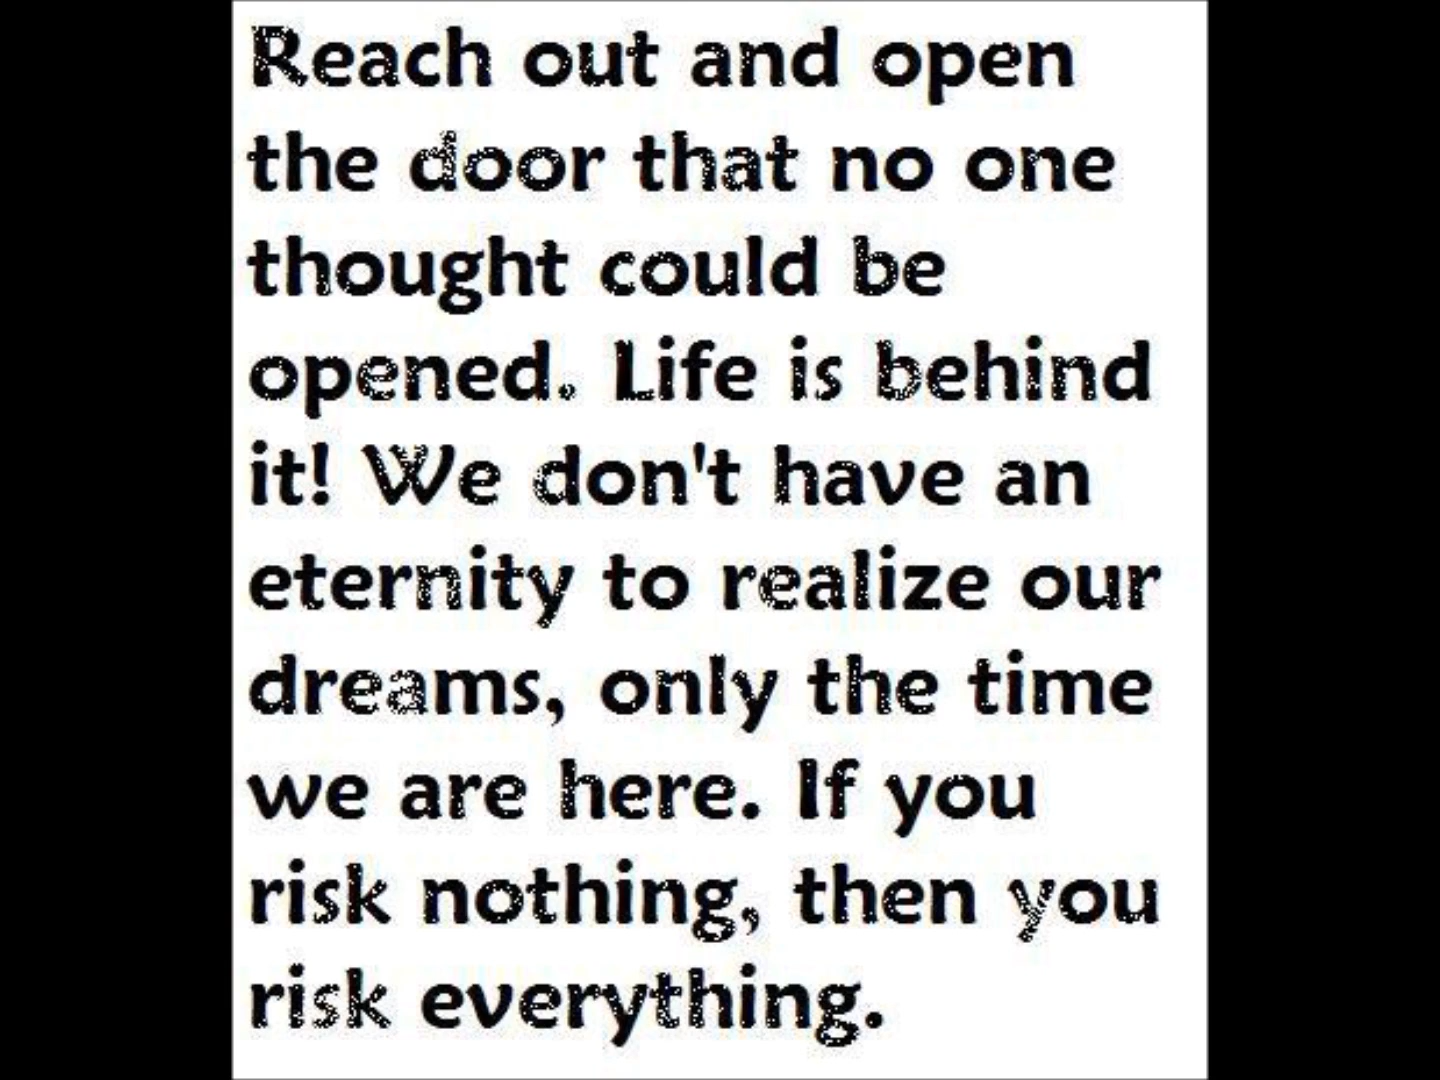 Reach out and open
the door that no one
thought could be
opened. Life is behind
it! We don't have an
eternity to realize our
dreams, only the time
we are here. If you
risk nothing, then you
risk everything.